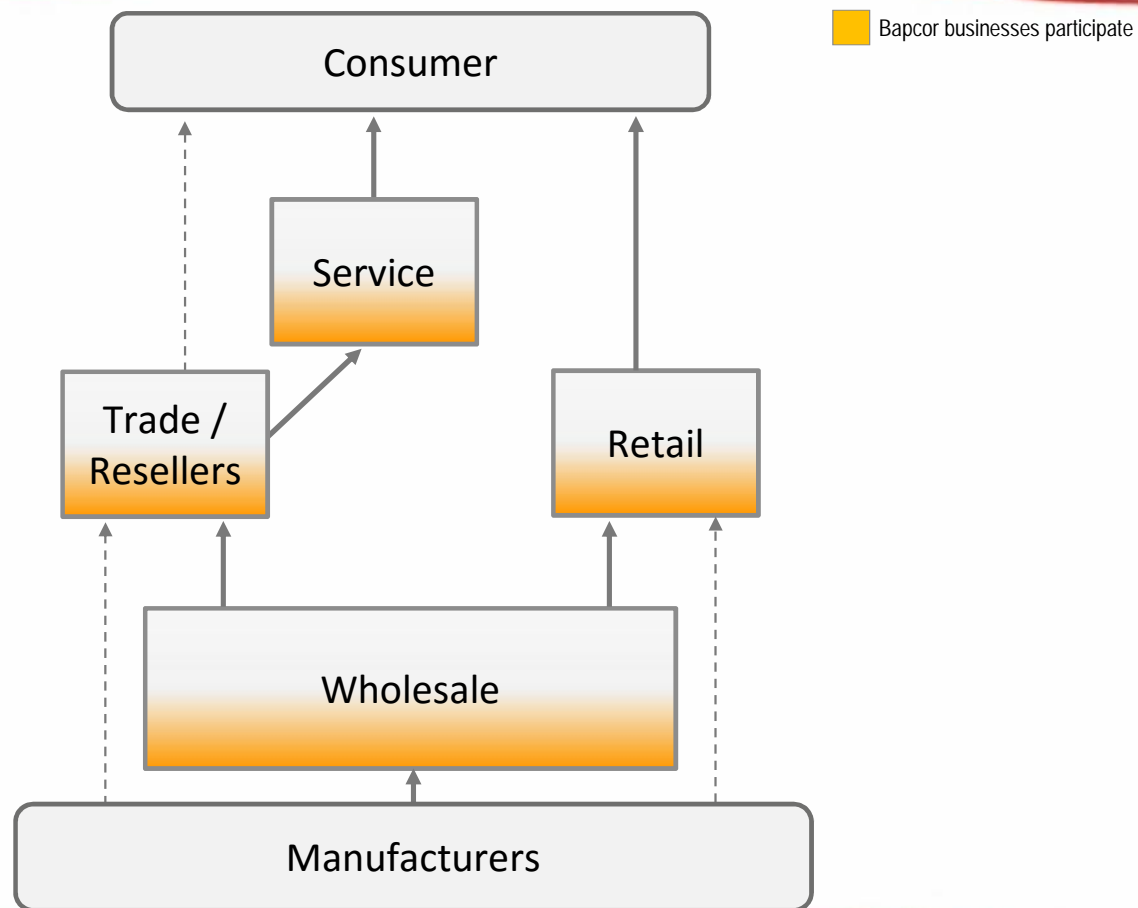 Bapcor businesses participate
Consumer
Service
Trade /
Resellers
Retail
Wholesale
Manufacturers